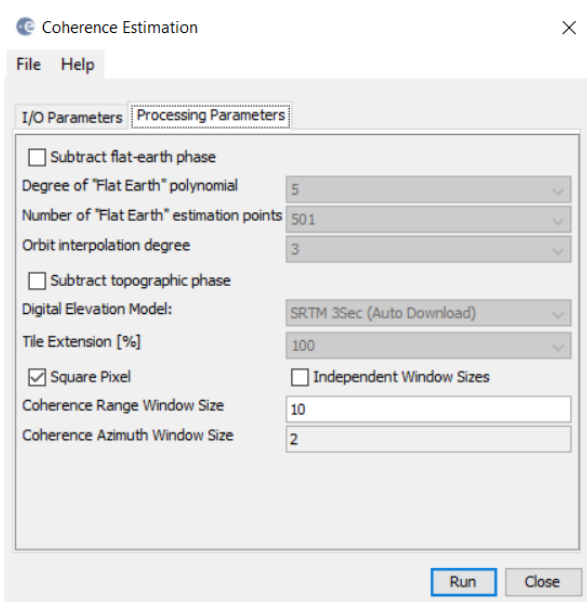 Coherence Estimation
File Help
I/O Parameters Processing Parameters
Subtract flat-earth phase
Degree of "Flat Earth" polynomial 5
Number of "Flat Earth" estimation points 501
Orbit interpolation degree 3
Subtract topographic phase
Digital Elevation Model: SRTM 3Sec (Auto Download)
Tile Extension [%] 100
Square Pixel Independent Window Sizes
Coherence Range Window Size 10
Coherence Azimuth Window Size 2
Run Close